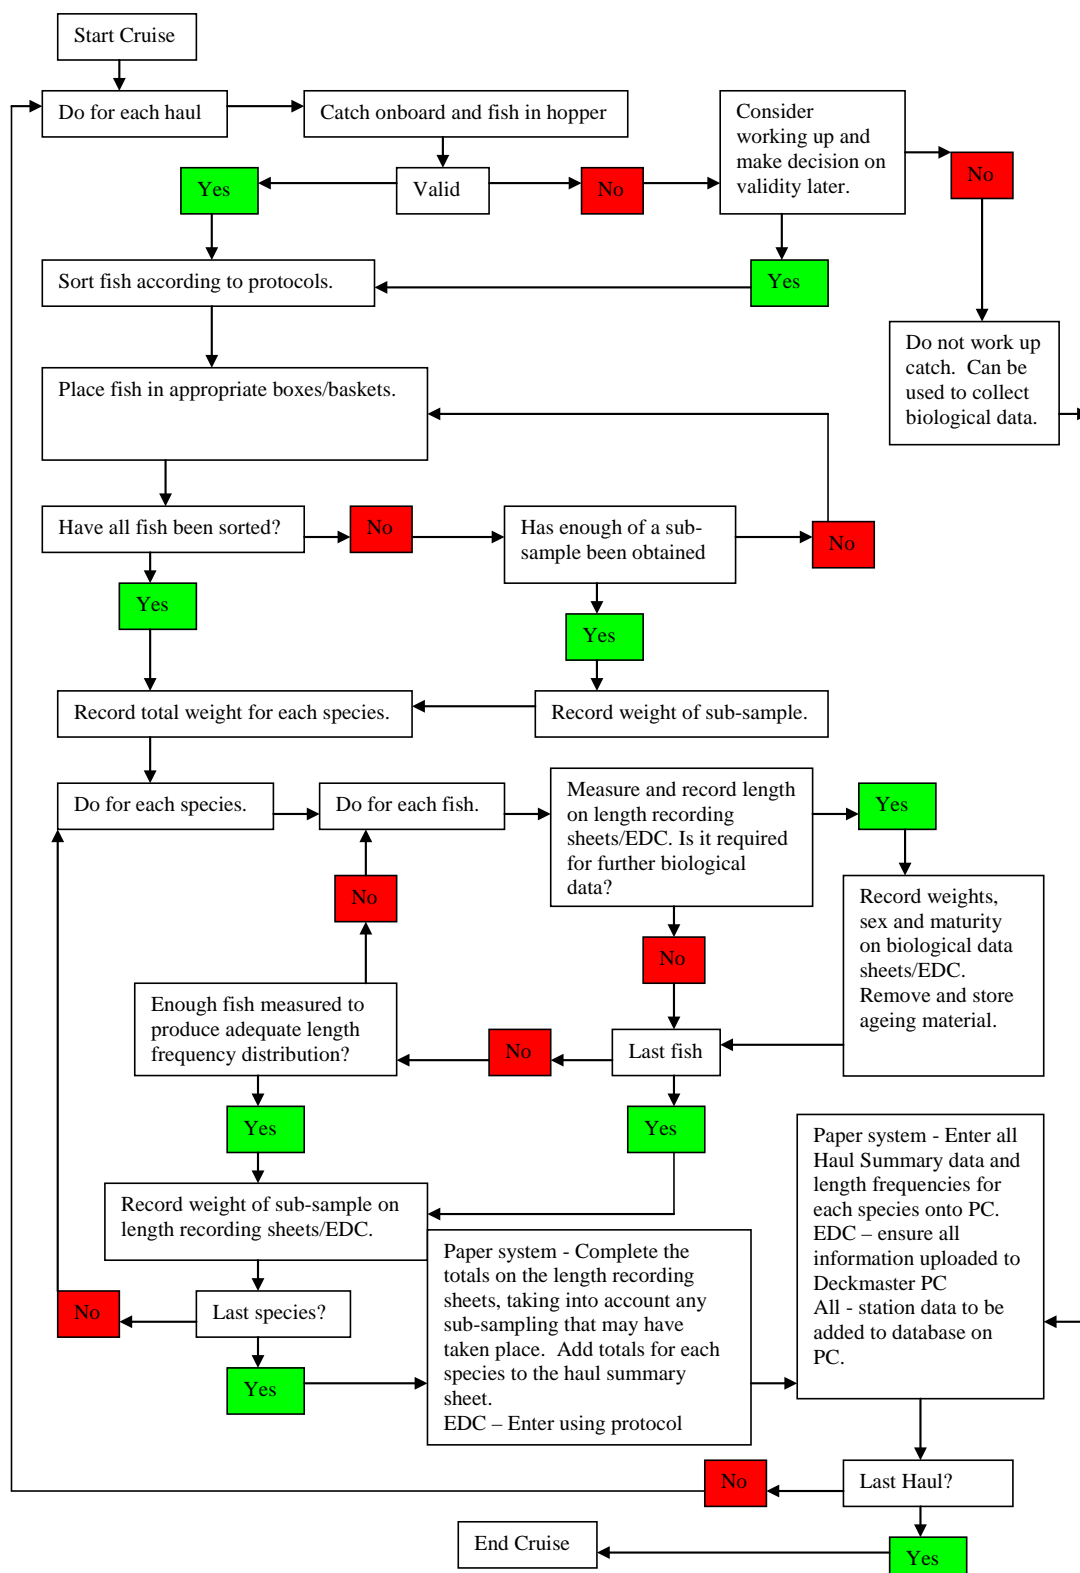 Start Cruise
Do for each haul
Catch onboard and fish in hopper
Consider
working up and
make decision on
validity later.
Yes
Valid
No
No
Sort fish according to protocols.
Yes
Do not work up
catch.  Can be
used to collect
biological data.
Place fish in appropriate boxes/baskets.
Have all fish been sorted?
No
Has enough of a sub-
sample been obtained
No
Yes
Yes
Record total weight for each species.
Record weight of sub-sample.
Do for each species.
Do for each fish.
Measure and record length
on length recording
sheets/EDC. Is it required
for further biological
data?
Yes
No
Record weights,
sex and maturity
on biological data
sheets/EDC.
Remove and store
ageing material.
No
Enough fish measured to
produce adequate length
frequency distribution?
No
Last fish
Yes
Yes
Paper system - Enter all
Haul Summary data and
length frequencies for
each species onto PC.
EDC – ensure all
information uploaded to
Deckmaster PC
All - station data to be
added to database on
PC.
Record weight of sub-sample on
length recording sheets/EDC.
Paper system - Complete the
totals on the length recording
sheets, taking into account any
sub-sampling that may have
taken place.  Add totals for each
species to the haul summary
sheet.
EDC – Enter using protocol
No
Last species?
Yes
No
Last Haul?
End Cruise
Yes